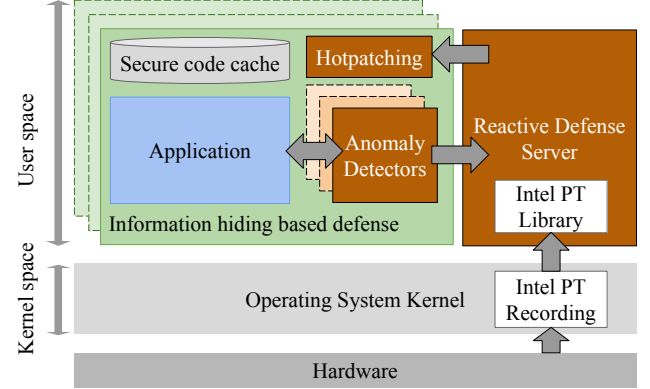 User space
Secure code cache
Hotpatching
Application
Anomaly
Detectors
Information hiding based defense
Reactive Defense
Server
Intel PT
Library
Kernel space
Operating System Kernel
Intel PT
Recording
Hardware